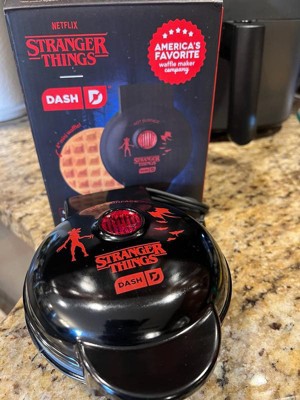 NETFLIX
STRANGER
THINGS
DASH D
AMERICA'S
FAVORITE
waffle maker
company
STRANGER
THINGS
STRANGER
THINGS
DASH D